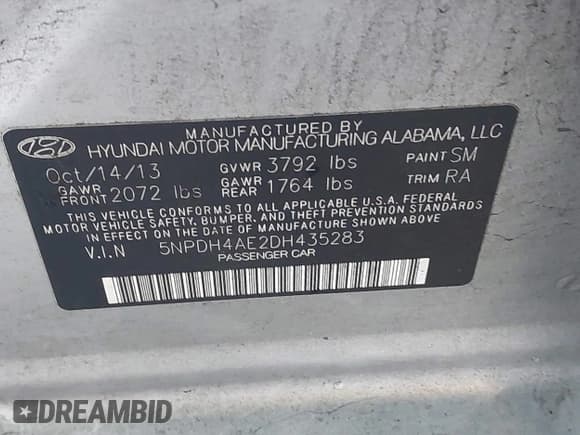 MANUFACTURED BY
HYUNDAI MOTOR MANUFACTURING ALABAMA, LLC
Oct/14/13 GVWR 3792 lbs PAINT SM
GAWR FRONT 2072 lbs GAWR REAR 1764 lbs TRIM RA
THIS VEHICLE CONFORMS TO ALL APPLICABLE U.S.A. FEDERAL
MOTOR VEHICLE SAFETY, BUMPER, AND THEFT PREVENTION
STANDARDS IN EFFECT ON THE DATE OF MANUFACTURE SHOWN ABOVE.
V.I.N 5NPDH4AE2DH435283
PASSENGER CAR
DREAMBID